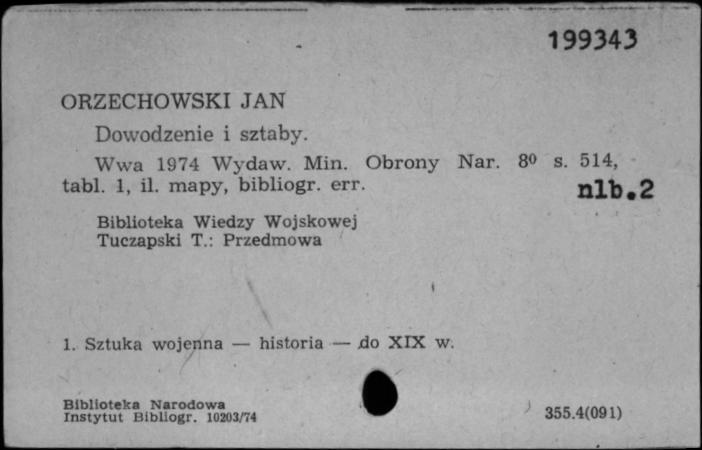 199343
ORZECHOWSKI JAN
Dowodzenie i sztaby.
Wwa 1974 Wydaw. Min. Obrony Nar. 8⁰ s. 514,
tabl. 1, il. mapy, bibliogr. err.
nlb.2
Biblioteka Wiedzy Wojskowej
Tuczapski T.: Przedmowa
1. Sztuka wojenna — historia — do XIX w.
Biblioteka Narodowa
Instytut Bibliogr. 10203/74
355.4(091)